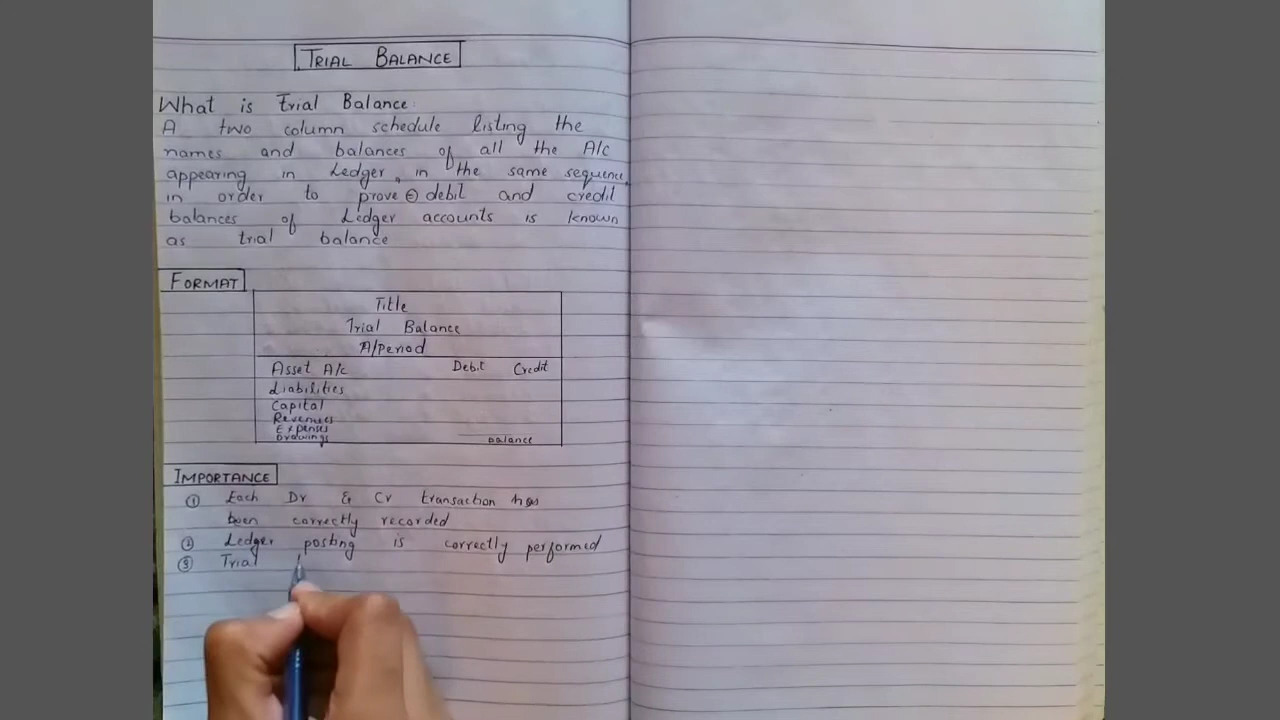 TRIAL BALANCE
What is trial Balance:
A two column schedule listing the
names and balances of all the A/c
appearing in Ledger, in the same sequence,
in order to prove debit and credit
balances of Ledger accounts is known
as trial balance
FORMAT
Title
Trial Balance
A/Period
Asset A/c Debit Credit
Liabilities
Capital
Revenues
Expenses
Drawings balance
IMPORTANCE
① Each Dr & Cr transaction has
been correctly recorded
② Ledger posting is correctly performed
③ Trial